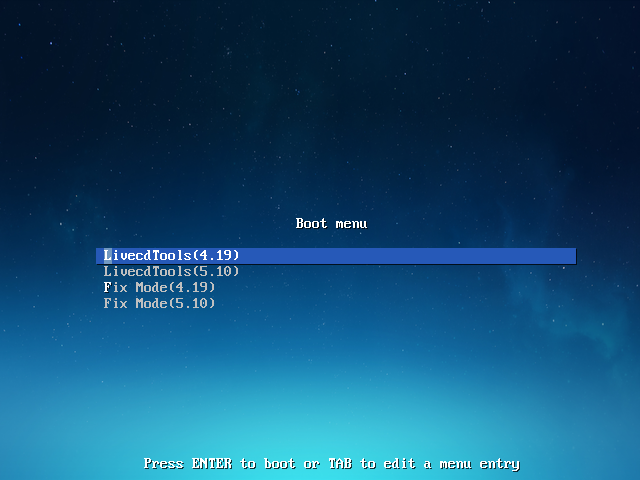 Boot menu
LivecdTools(4.19)
LivecdTools(5.10)
Fix Mode(4.19)
Fix Mode(5.10)
Press ENTER to boot or TAB to edit a menu entry